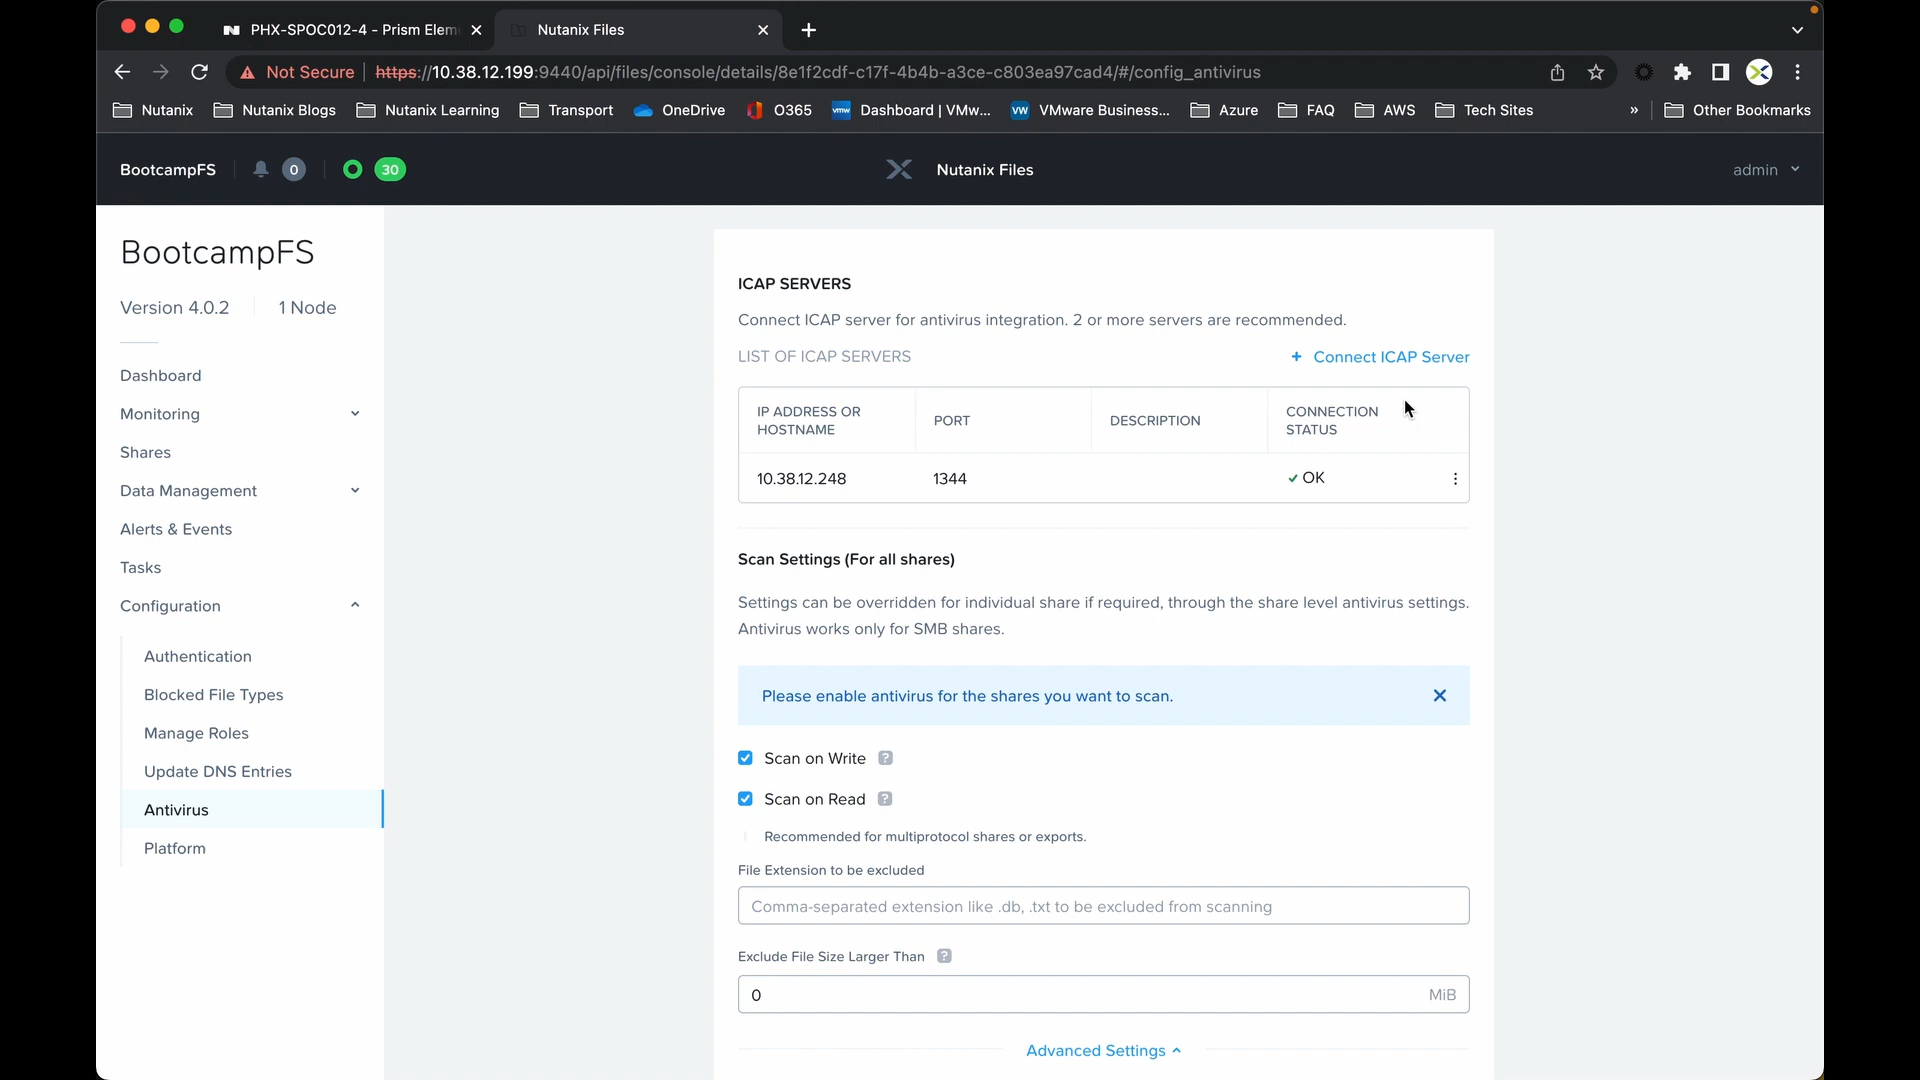 PHX-SPOC012-4 - Prism Elem
Nutanix Files
Not Secure
https://10.38.12.199:9440/api/files/console/details/8e1f2cdf-c17f-4b4b-a3ce-c803ea97cad4/#/config_antivirus
Nutanix
Nutanix Blogs
Nutanix Learning
Transport
OneDrive
O365
vmw
Dashboard | VMw...
VW
VMware Business...
Azure
FAQ
AWS
Tech Sites
»
Other Bookmarks
BootcampFS
0
30
Nutanix Files
admin
BootcampFS
Version 4.0.2
1 Node
Dashboard
Monitoring
Shares
Data Management
Alerts & Events
Tasks
Configuration
Authentication
Blocked File Types
Manage Roles
Update DNS Entries
Antivirus
Platform
ICAP SERVERS
Connect ICAP server for antivirus integration. 2 or more servers are recommended.
LIST OF ICAP SERVERS
+ Connect ICAP Server
IP ADDRESS OR
HOSTNAME
PORT
DESCRIPTION
CONNECTION
STATUS
10.38.12.248
1344
OK
Scan Settings (For all shares)
Settings can be overridden for individual share if required, through the share level antivirus settings.
Antivirus works only for SMB shares.
Please enable antivirus for the shares you want to scan.
Scan on Write ?
Scan on Read ?
Recommended for multiprotocol shares or exports.
File Extension to be excluded
Comma-separated extension like .db, .txt to be excluded from scanning
Exclude File Size Larger Than ?
0
MiB
Advanced Settings